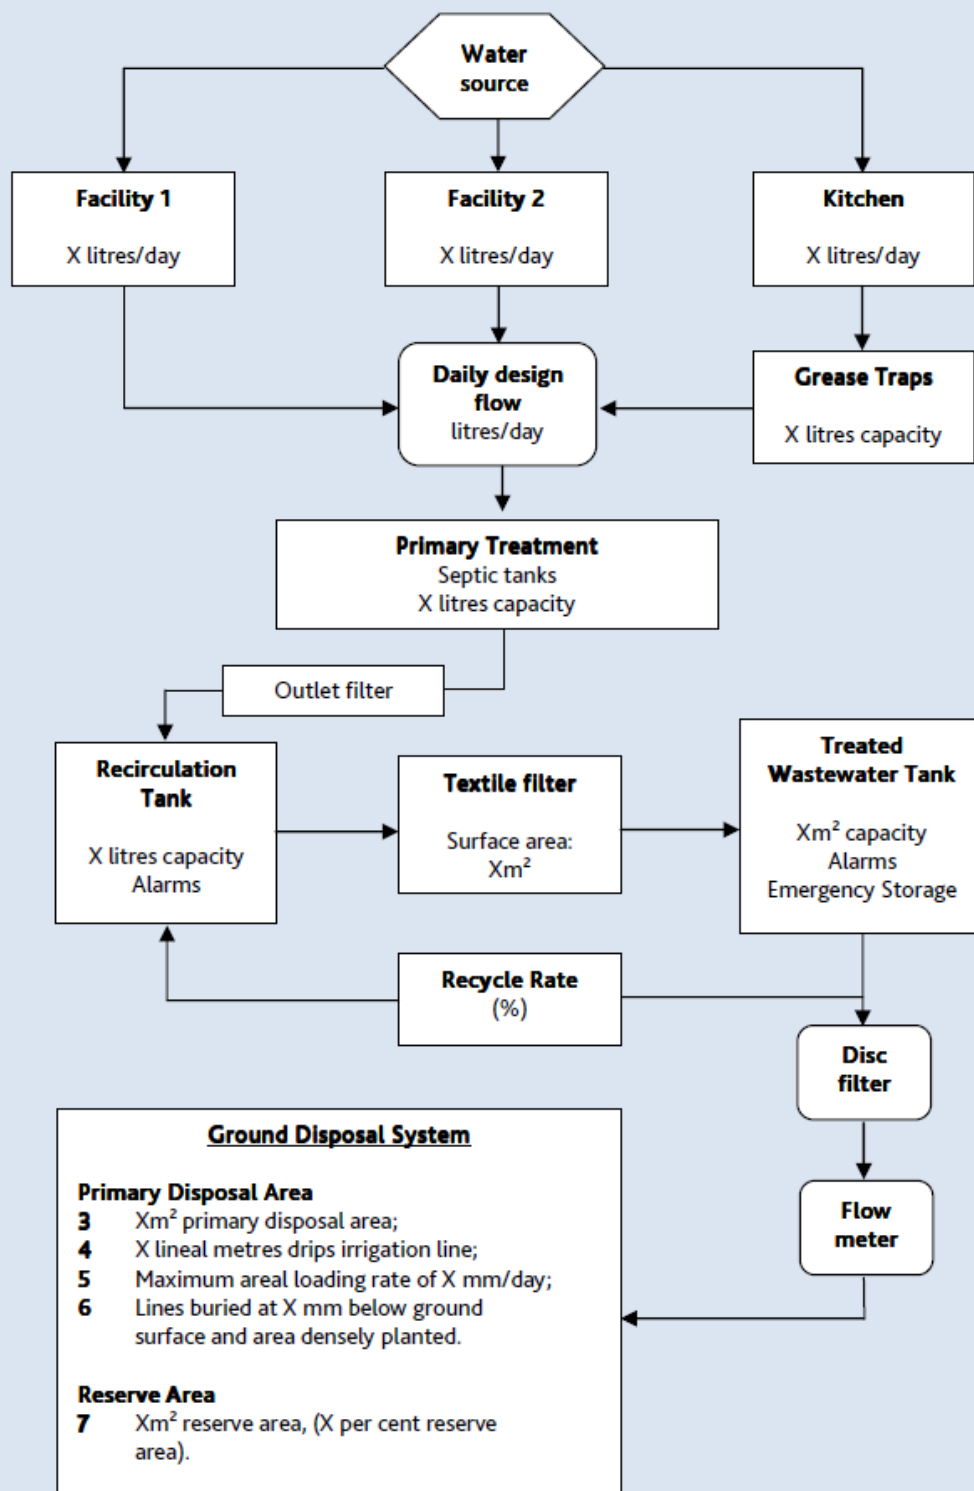 Water
source
Facility 1
X litres/day
Facility 2
X litres/day
Kitchen
X litres/day
Daily design
flow
litres/day
Grease Traps
X litres capacity
Primary Treatment
Septic tanks
X litres capacity
Outlet filter
Recirculation
Tank
X litres capacity
Alarms
Textile filter
Surface area:
Xm²
Treated
Wastewater Tank
Xm² capacity
Alarms
Emergency Storage
Recycle Rate
(%)
Disc
filter
Flow
meter
Ground Disposal System
Primary Disposal Area
3 Xm² primary disposal area;
4 X lineal metres drips irrigation line;
5 Maximum areal loading rate of X mm/day;
6 Lines buried at X mm below ground
surface and area densely planted.
Reserve Area
7 Xm² reserve area, (X per cent reserve
area).